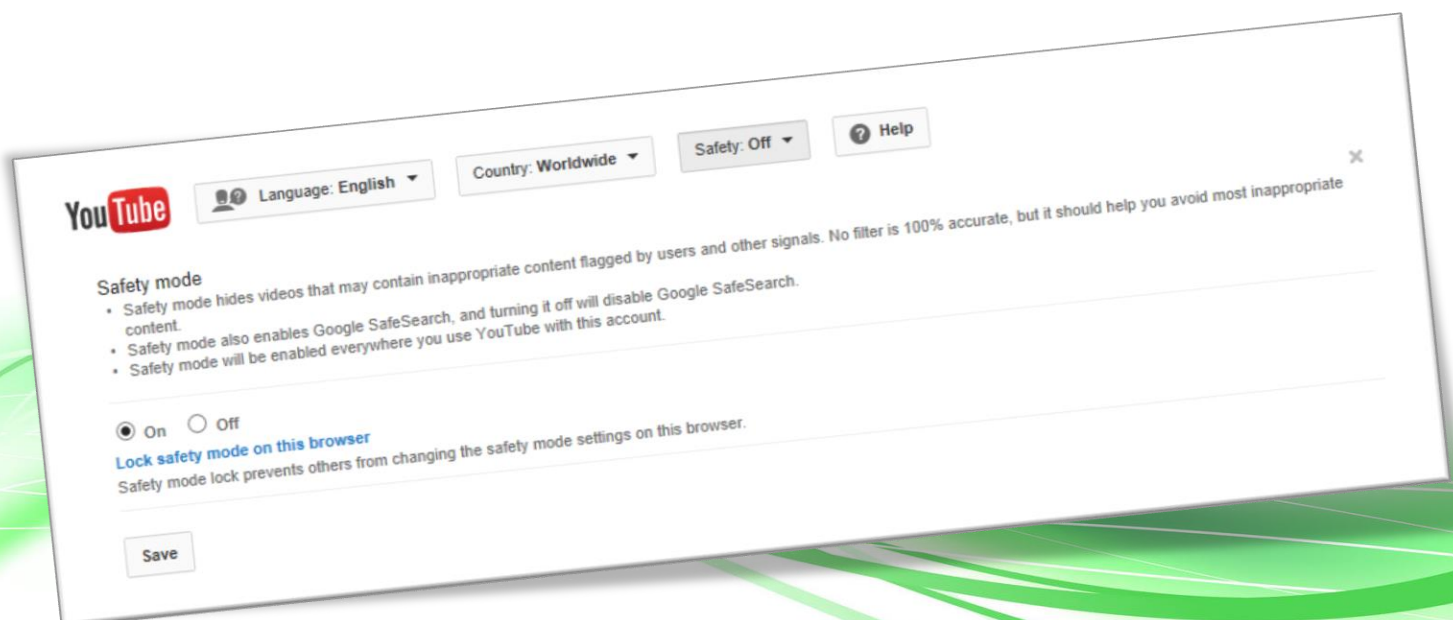 YouTube Language: English Country: Worldwide Safety: Off Help
Safety mode
• Safety mode hides videos that may contain inappropriate content flagged by users and other signals. No filter is 100% accurate, but it should help you avoid most inappropriate
content.
• Safety mode also enables Google SafeSearch, and turning it off will disable Google SafeSearch.
• Safety mode will be enabled everywhere you use YouTube with this account.
On Off
Lock safety mode on this browser
Safety mode lock prevents others from changing the safety mode settings on this browser.
Save